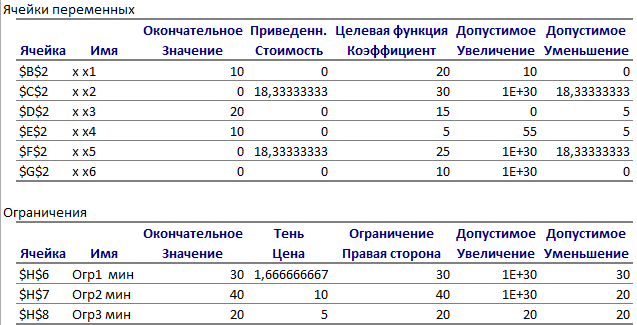 Ячейки переменных
Окончательное Приведенн. Целевая функция Допустимое Допустимое
Ячейка Имя Значение Стоимость Коэффициент Увеличение Уменьшение
$B$2 x x1 10 0 20 10 0
$C$2 x x2 0 18,33333333 30 1E+30 18,33333333
$D$2 x x3 20 0 15 0 5
$E$2 x x4 10 0 5 55 5
$F$2 x x5 0 18,33333333 25 1E+30 18,33333333
$G$2 x x6 0 0 10 1E+30 0
Ограничения
Окончательное Тень Ограничение Допустимое Допустимое
Ячейка Имя Значение Цена Правая сторона Увеличение Уменьшение
$H$6 Огр1 мин 30 1,666666667 30 1E+30 30
$H$7 Огр2 мин 40 10 40 1E+30 20
$H$8 Огр3 мин 20 5 20 20 20